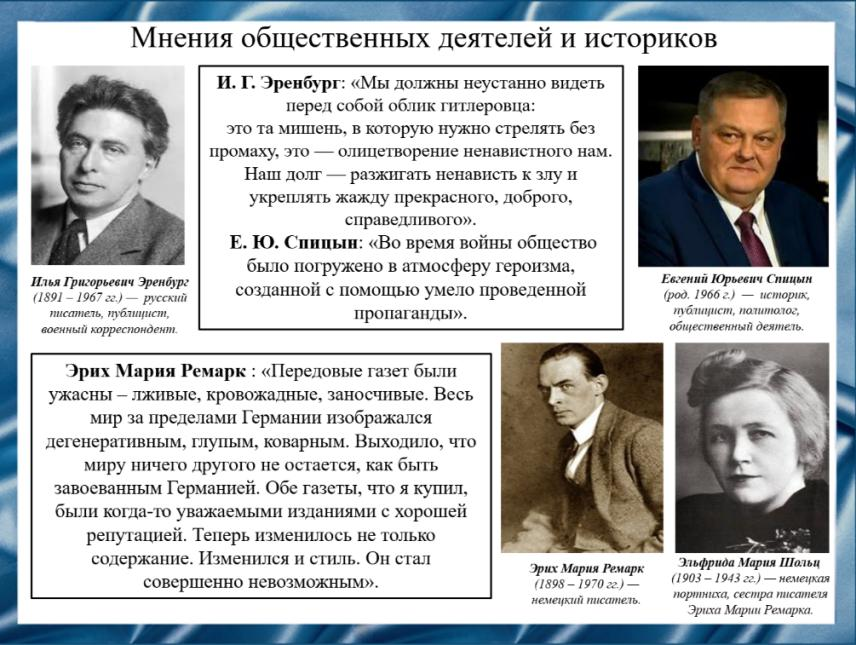 Мнения общественных деятелей и историков
И. Г. Эренбург: «Мы должны неустанно видеть
перед собой облик гитлеровца:
это та мишень, в которую нужно стрелять без
промаху, это — олицетворение ненавистного нам.
Наш долг — разжигать ненависть к злу и
укреплять жажду прекрасного, доброго,
справедливого».
Е. Ю. Спицын: «Во время войны общество
было погружено в атмосферу героизма,
созданной с помощью умело проведенной
пропаганды».
Илья Григорьевич Эренбург
(1891 – 1967 гг.) — русский
писатель, публицист,
военный корреспондент.
Евгений Юрьевич Спицын
(род. 1966 г.) — историк,
публицист, политолог,
общественный деятель.
Эрих Мария Ремарк : «Передовые газет были
ужасны – лживые, кровожадные, заносчивые. Весь
мир за пределами Германии изображался
дегенеративным, глупым, коварным. Выходило, что
миру ничего другого не остается, как быть
завоеванным Германией. Обе газеты, что я купил,
были когда-то уважаемыми изданиями с хорошей
репутацией. Теперь изменилось не только
содержание. Изменился и стиль. Он стал
совершенно невозможным».
Эрих Мария Ремарк
(1898 – 1970 гг.) —
немецкий писатель.
Эльфрида Мария Шольц
(1903 – 1943 гг.) — немецкая
портниха, сестра писателя
Эриха Марии Ремарка.